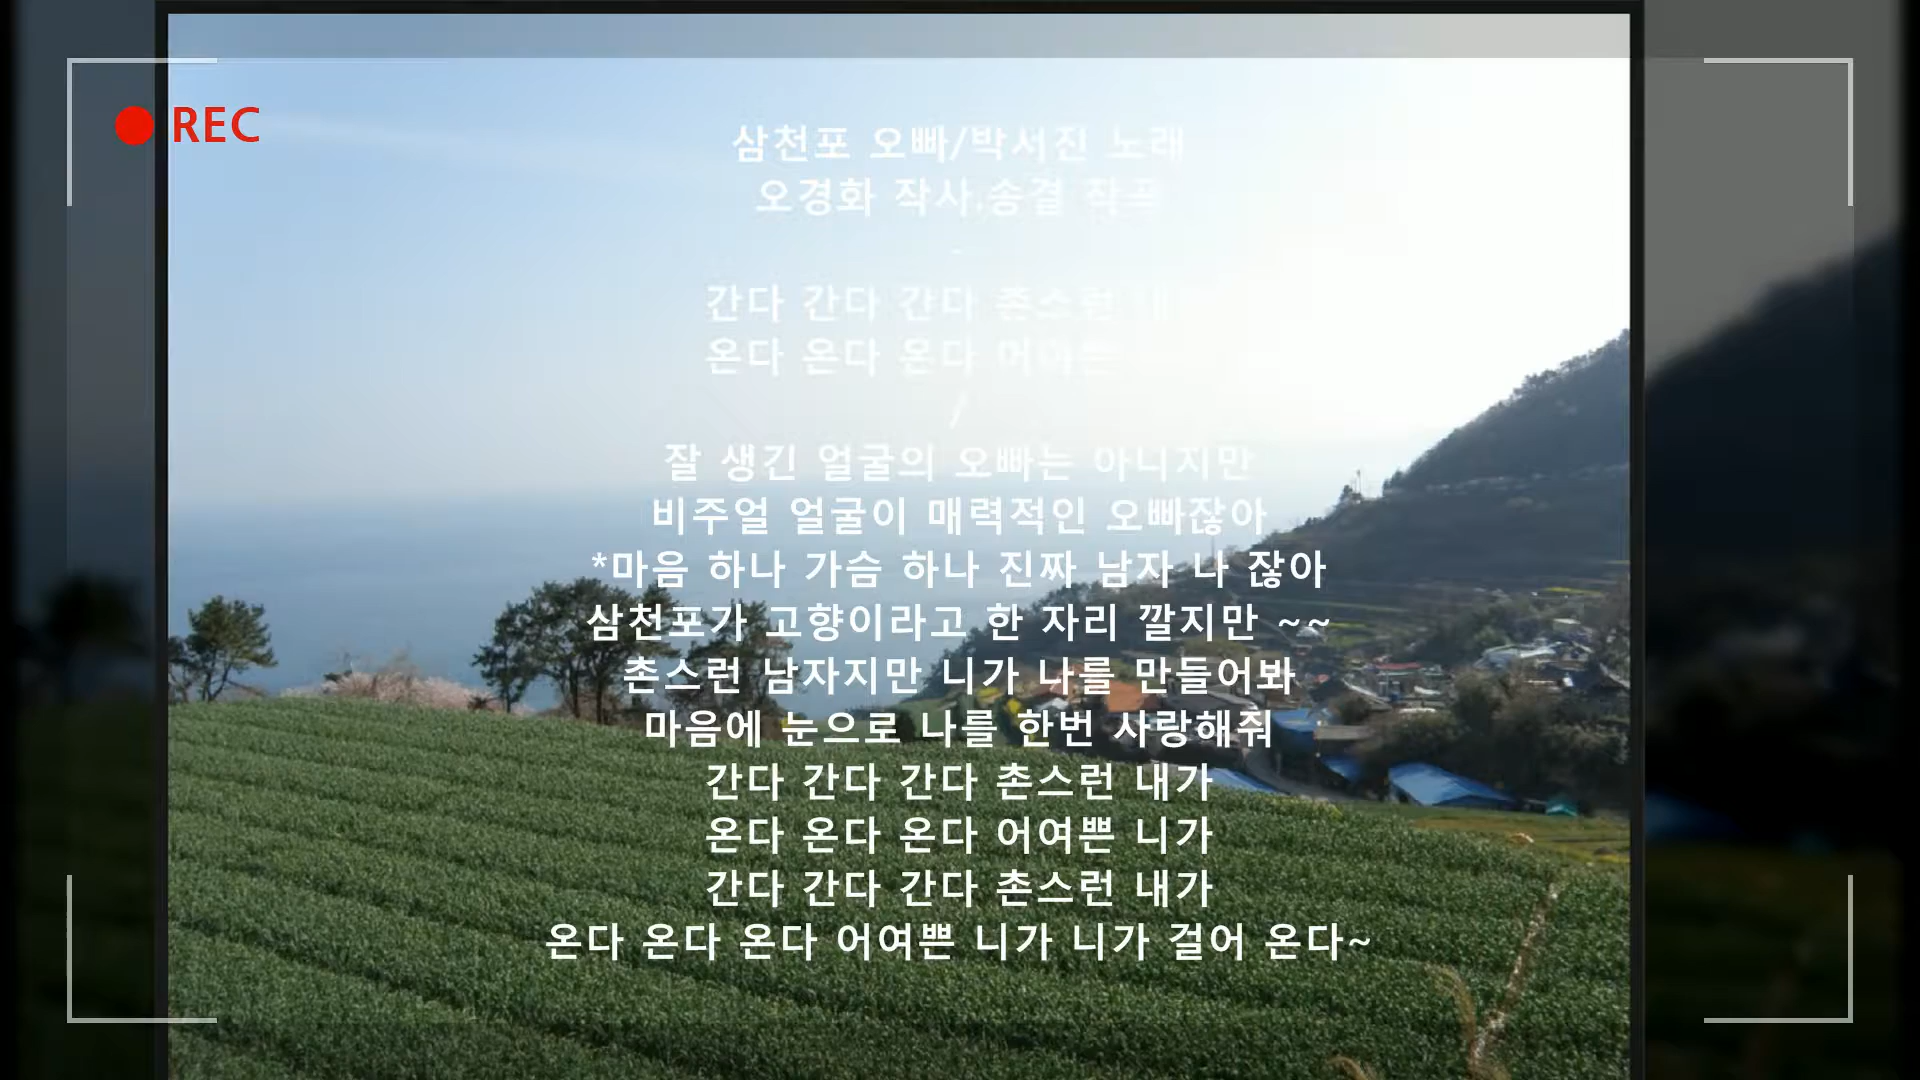 REC
삼천포 오빠/박서진 노래
오경화 작사.송결 작곡
-
간다 간다 간다 촌스런
온다 온다 온다 어여쁜
/
잘 생긴 얼굴의 오빠는 아니지만
비주얼 얼굴이 매력적인 오빠잖아
*마음 하나 가슴 하나 진짜 남자 나 잖아
삼천포가 고향이라고 한 자리 깔지만 ~~
촌스런 남자지만 니가 나를 만들어봐
마음에 눈으로 나를 한번 사랑해줘
간다 간다 간다 촌스런 내가
온다 온다 온다 어여쁜 니가
간다 간다 간다 촌스런 내가
온다 온다 온다 어여쁜 니가 니가 걸어 온다~